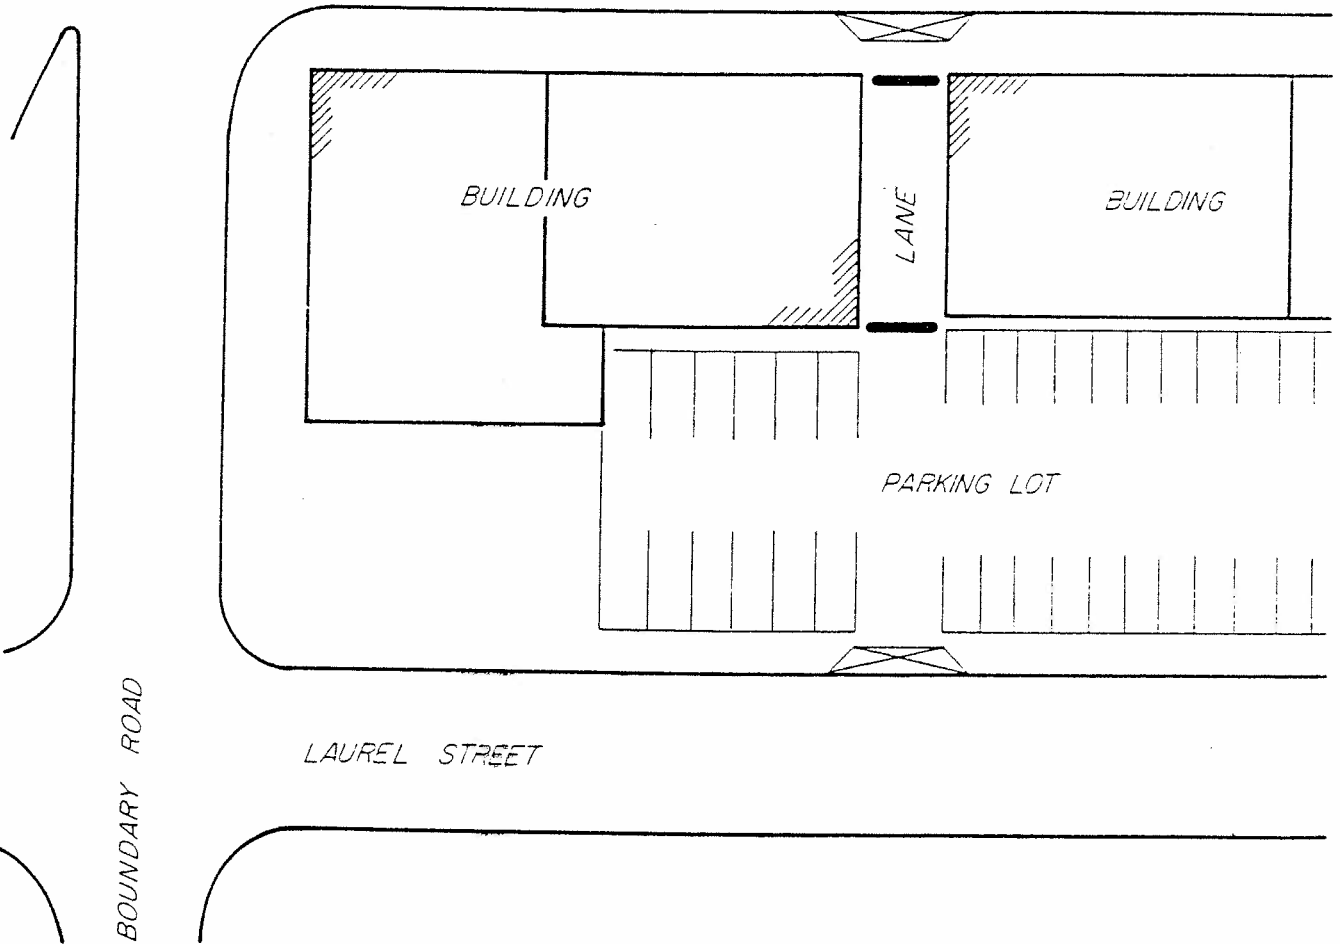 BUILDING
LANE
BUILDING
PARKING LOT
LAUREL STREET
BOUNDARY ROAD